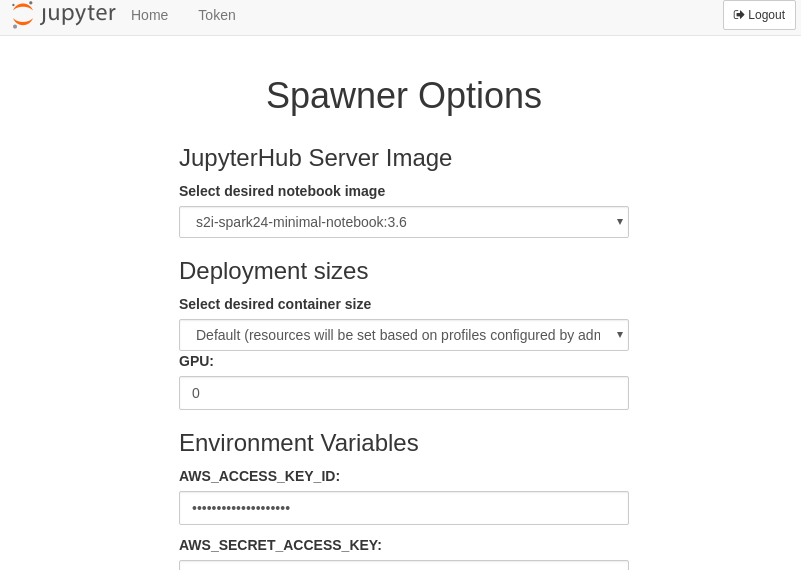 jupyter Home Token Logout
Spawner Options
JupyterHub Server Image
Select desired notebook image
s2i-spark24-minimal-notebook:3.6
Deployment sizes
Select desired container size
Default (resources will be set based on profiles configured by adn
GPU:
0
Environment Variables
AWS_ACCESS_KEY_ID:
••••••••••••••••••••
AWS_SECRET_ACCESS_KEY: